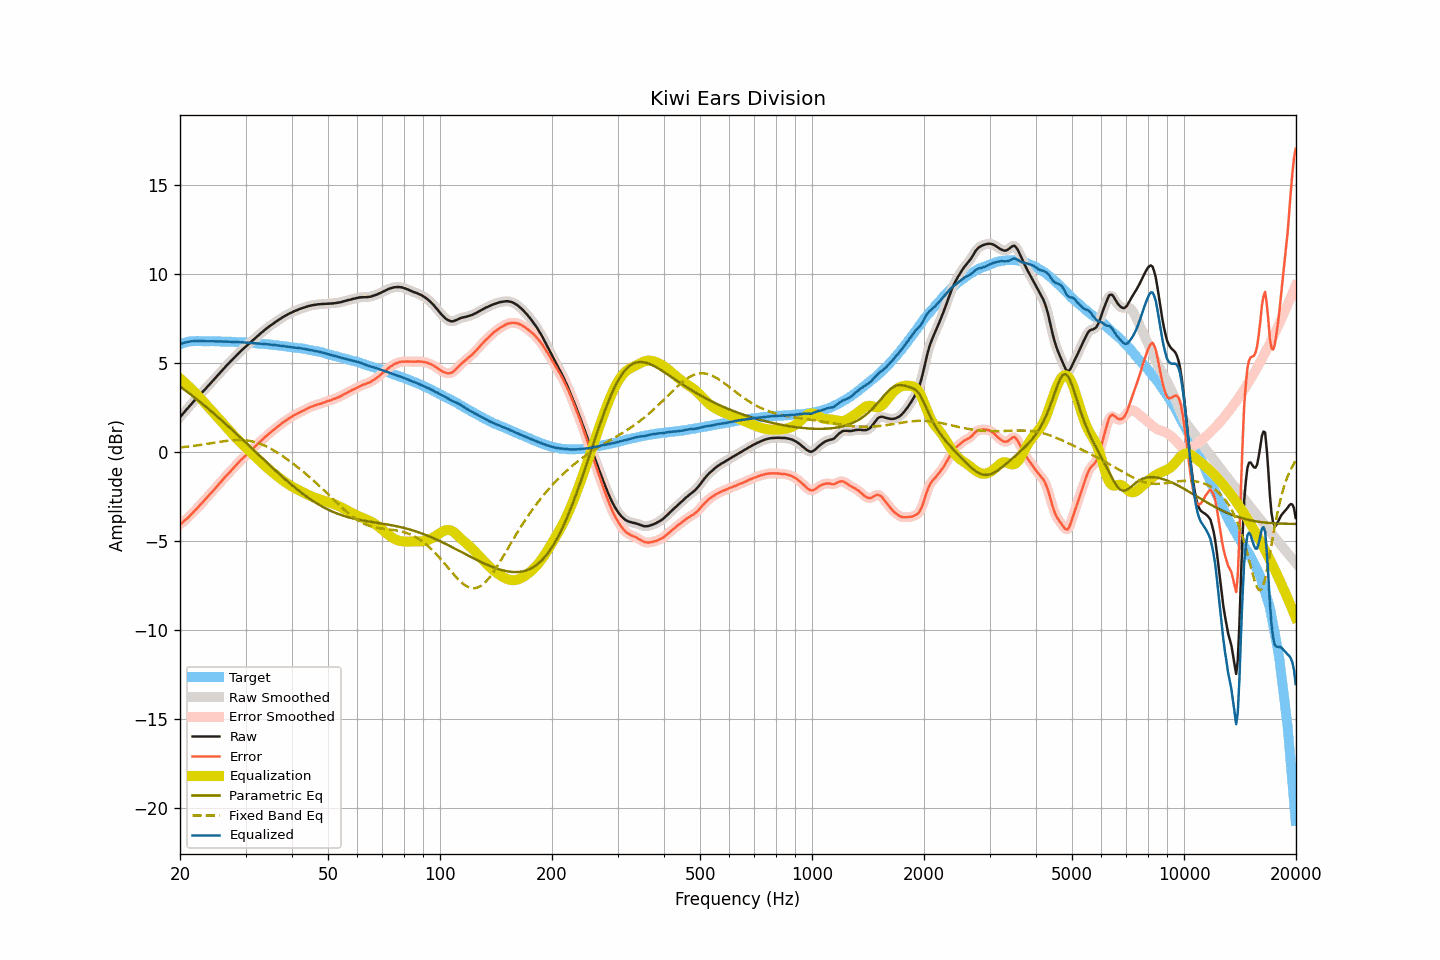 Kiwi Ears Division
15
10
5
0
−5
−10
−15
−20
Amplitude (dBr)
Target
Raw Smoothed
Error Smoothed
Raw
Error
Equalization
Parametric Eq
Fixed Band Eq
Equalized
20 50 100 200 500 1000 2000 5000 10000 20000
Frequency (Hz)